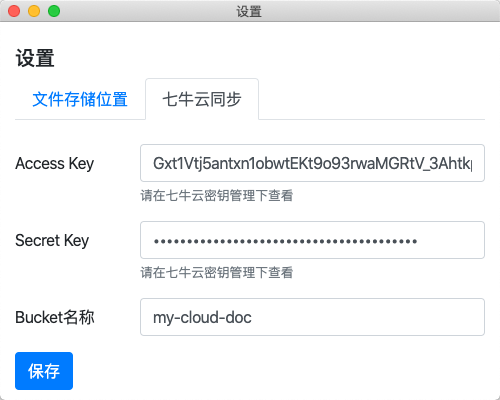 设置
设置
文件存储位置 七牛云同步
Access Key Gxt1Vtj5antxn1obwtEKt9o93rwaMGRtV_3Ahtkp
请在七牛云密钥管理下查看
Secret Key ••••••••••••••••••••••••••••••••••••••••
请在七牛云密钥管理下查看
Bucket名称 my-cloud-doc
保存